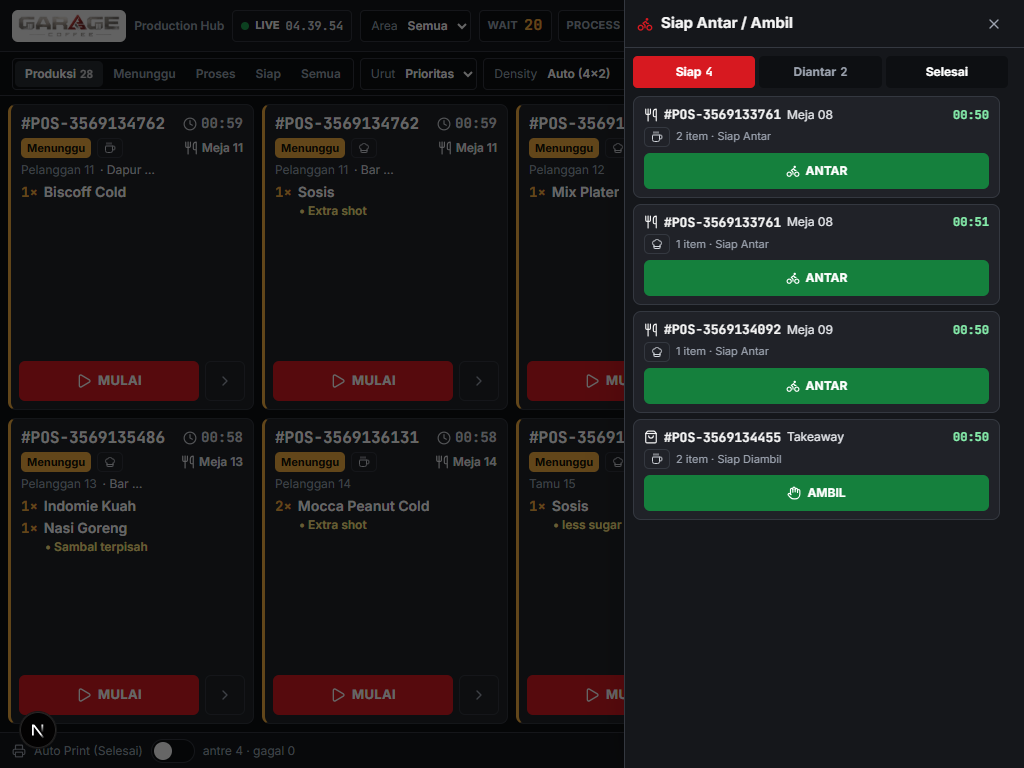 GARAGE
COFFEE
Production Hub
LIVE 04.39.54
Area Semua
WAIT 20
PROCESS
Produksi 28
Menunggu
Proses
Siap
Semua
Urut Prioritas
Density Auto (4×2)
#POS-3569134762 00:59
Menunggu Meja 11
Pelanggan 11 · Dapur ...
1× Biscoff Cold
MULAI
#POS-3569134762 00:59
Menunggu Meja 11
Pelanggan 11 · Bar ...
1× Sosis
• Extra shot
MULAI
#POS-35691
Menunggu
Pelanggan 12
1× Mix Plater
MU
#POS-3569135486 00:58
Menunggu Meja 13
Pelanggan 13 · Bar ...
1× Indomie Kuah
1× Nasi Goreng
• Sambal terpisah
MULAI
#POS-3569136131 00:58
Menunggu Meja 14
Pelanggan 14
2× Mocca Peanut Cold
• Extra shot
MULAI
#POS-35691
Menunggu
Tamu 15
1× Sosis
• less sugar
MU
N
Auto Print (Selesai) antre 4 · gagal 0
Siap Antar / Ambil
Siap 4
Diantar 2
Selesai
#POS-3569133761 Meja 08 00:50
2 item · Siap Antar
ANTAR
#POS-3569133761 Meja 08 00:51
1 item · Siap Antar
ANTAR
#POS-3569134092 Meja 09 00:50
1 item · Siap Antar
ANTAR
#POS-3569134455 Takeaway 00:50
2 item · Siap Diambil
AMBIL